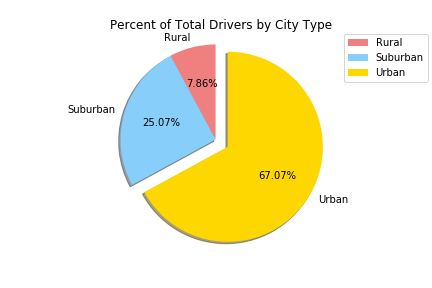 Percent of Total Drivers by City Type
Rural
Rural
Suburban
Urban
7.86%
Suburban
25.07%
67.07%
Urban